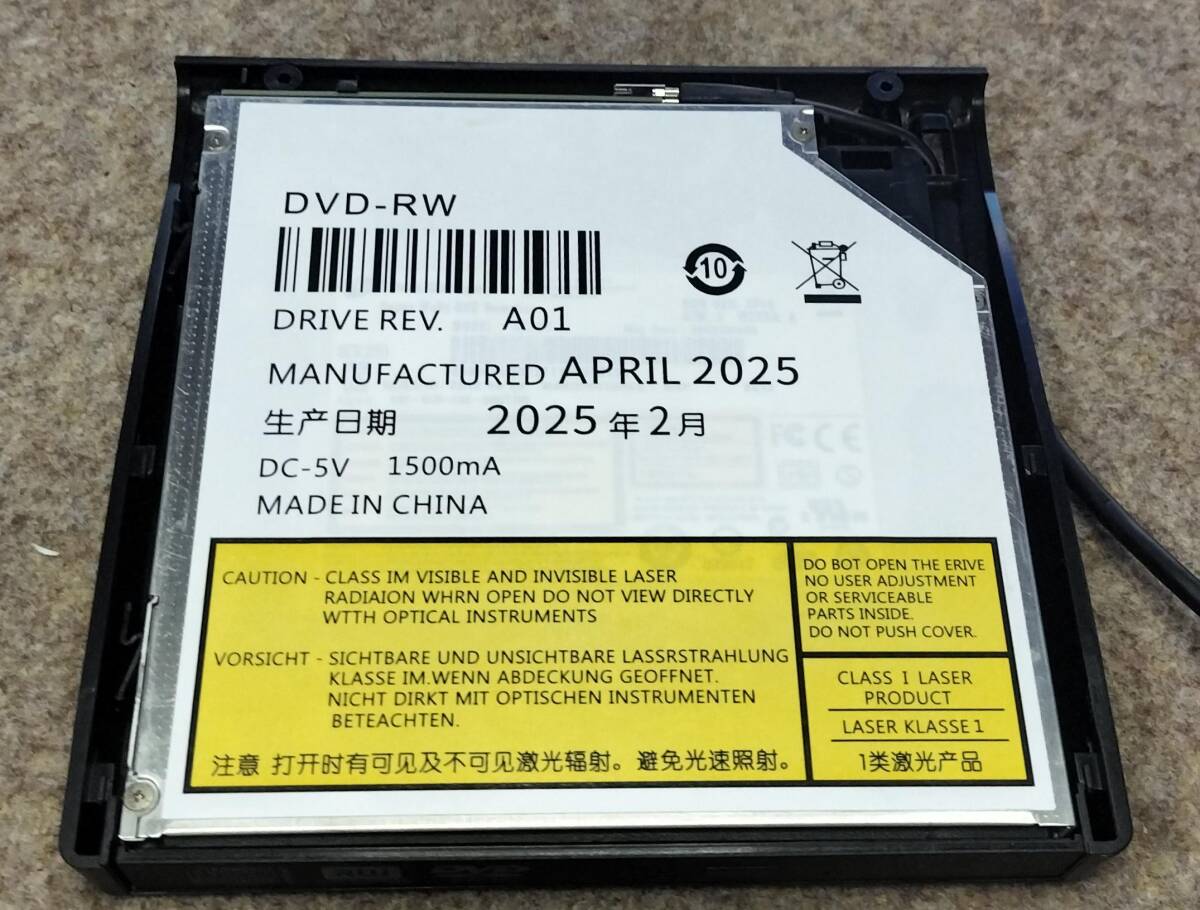 DVD-RW
10
DRIVE REV. A01
MANUFACTURED APRIL 2025
生产日期 2025年2月
DC-5V 1500mA
MADE IN CHINA
CAUTION - CLASS IM VISIBLE AND INVISIBLE LASER
RADIAION WHRN OPEN DO NOT VIEW DIRECTLY
WTTH OPTICAL INSTRUMENTS
VORSICHT - SICHTBARE UND UNSICHTBARE LASSRSTRAHLUNG
KLASSE IM.WENN ABDECKUNG GEOFFNET.
NICHT DIRKT MIT OPTISCHEN INSTRUMENTEN
BETEACHTEN.
注意 打开时有可见及不可见激光辐射。避免光速照射。
DO BOT OPEN THE ERIVE
NO USER ADJUSTMENT
OR SERVICEABLE
PARTS INSIDE.
DO NOT PUSH COVER.
CLASS I LASER
PRODUCT
LASER KLASSE 1
1类激光产品